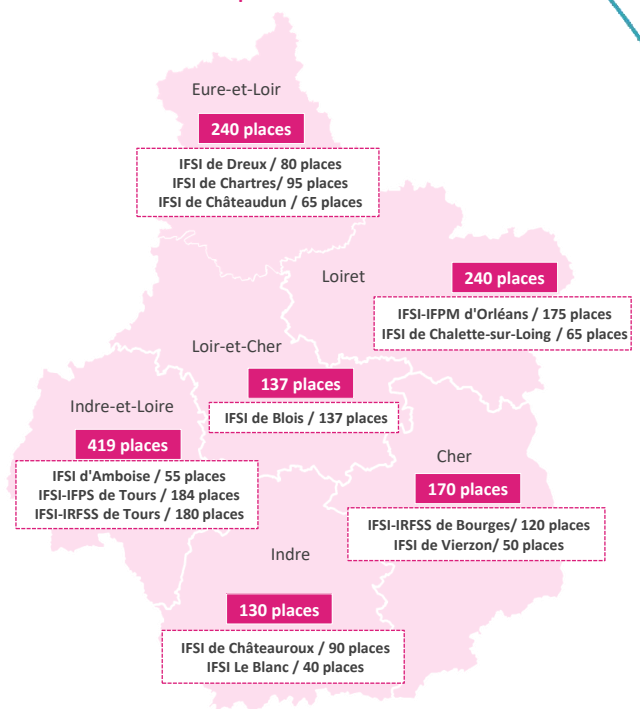 Eure-et-Loir
240 places
IFSI de Dreux / 80 places
IFSI de Chartres/ 95 places
IFSI de Châteaudun / 65 places
Loiret
240 places
IFSI-IFPM d'Orléans / 175 places
IFSI de Chalette-sur-Loing / 65 places
Loir-et-Cher
137 places
IFSI de Blois / 137 places
Indre-et-Loire
419 places
IFSI d'Amboise / 55 places
IFSI-IFPS de Tours / 184 places
IFSI-IRFSS de Tours / 180 places
Cher
170 places
IFSI-IRFSS de Bourges/ 120 places
IFSI de Vierzon/ 50 places
Indre
130 places
IFSI de Châteauroux / 90 places
IFSI Le Blanc / 40 places